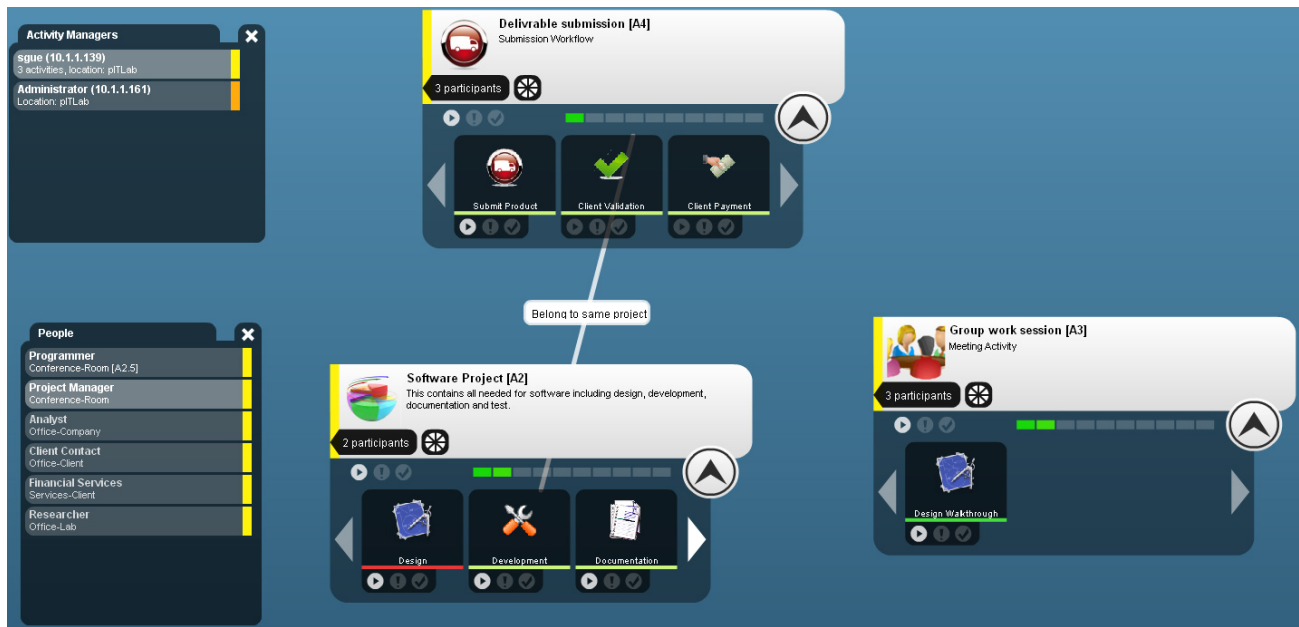 Activity Managers
sgue (10.1.1.139)
3 activities, location: pITLab
Administrator (10.1.1.161)
Location: pITLab
Delivrable submission [A4]
Submission Workflow
3 participants
Submit Product
Client Validation
Client Payment
Belong to same project
People
Programmer
Conference-Room [A2.5]
Project Manager
Conference-Room
Analyst
Office-Company
Client Contact
Office-Client
Financial Services
Services-Client
Researcher
Office-Lab
Software Project [A2]
This contains all needed for software including design, development,
documentation and test.
2 participants
Design
Development
Documentation
Group work session [A3]
Meeting Activity
3 participants
Design Walkthrough